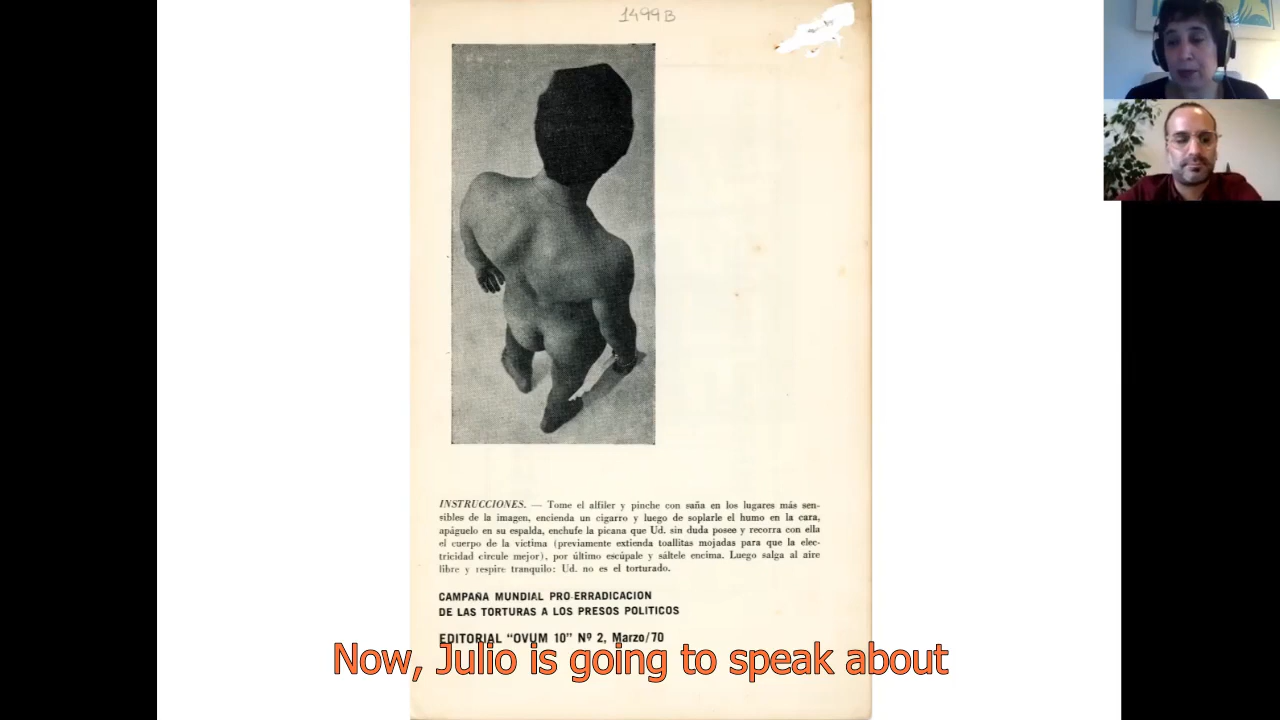 1499B
INSTRUCCIONES. — Tome el alfiler y pinche con saña en los lugares más sen-
sibles de la imagen, encienda un cigarro y luego de soplarle el humo en la cara,
apáguelo en su espalda, enchufe la picana que Ud. sin duda posee y recorra con ella
el cuerpo de la víctima (previamente extienda toallitas mojadas para que la elec-
tricidad circule mejor), por último escúpale y sáltele encima. Luego salga al aire
libre y respire tranquilo: Ud. no es el torturado.
CAMPAÑA MUNDIAL PRO-ERRADICACION
DE LAS TORTURAS A LOS PRESOS POLITICOS
EDITORIAL "OVUM 10" Nº 2, Marzo/70
Now, Julio is going to speak about